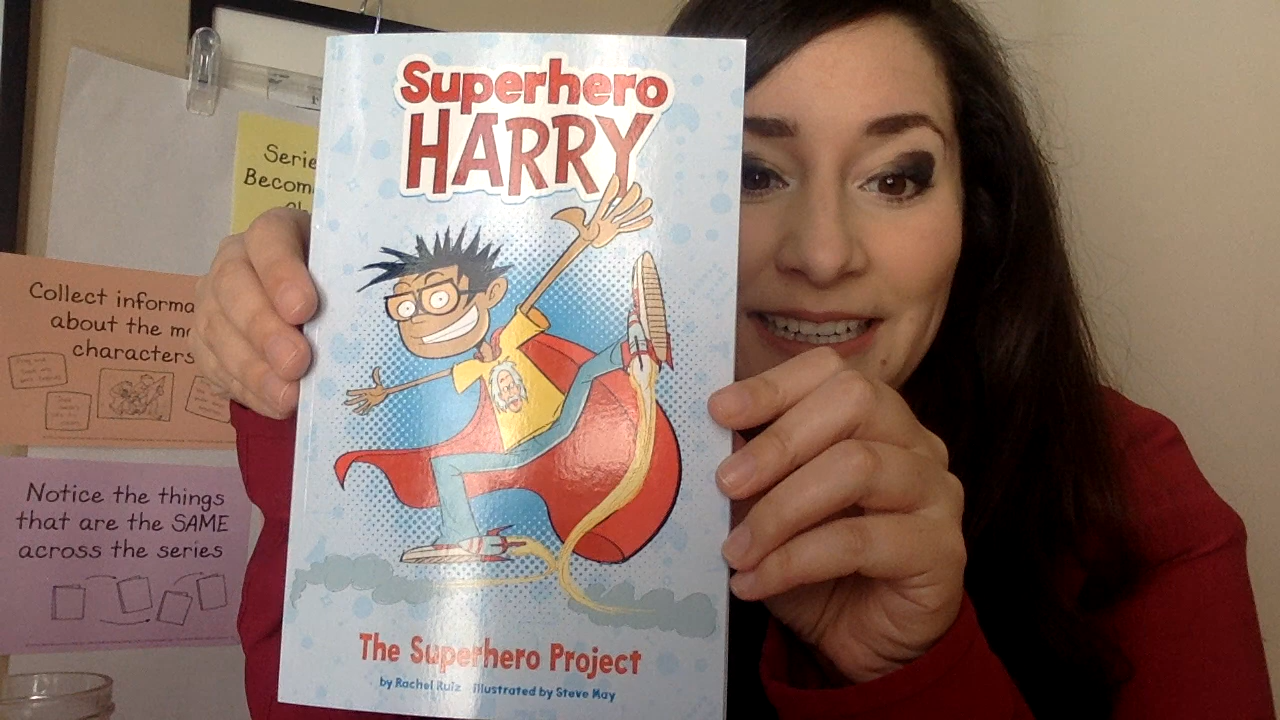 Superhero
HARRY
The Superhero Project
by Rachel Ruiz illustrated by Steve May
Serie
Becom
Collect informa
about the m
characters
Notice the things
that are the SAME
across the series